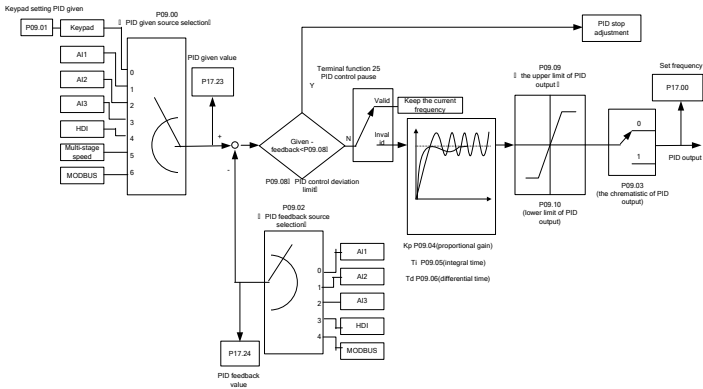 Keypad setting PID given
P09.00
( PID given source selection)
P09.01
Keypad
AI1
AI2
AI3
HDI
Multi-stage
speed
MODBUS
0
1
2
3
4
5
6
PID given value
P17.23
+
-
Y
Given -
feedback<P09.08(
N
P09.08( PID control deviation
limit)
Terminal function 25
PID control pause
Valid
Inval
id
Keep the current
frequency
PID stop
adjustment
Kp P09.04(proportional gain)
Ti P09.05(integral time)
Td P09.06(differential time)
P09.09
( the upper limit of PID
output )
P09.10
(lower limit of PID
output)
Set frequency
P17.00
0
1
PID output
P09.03
(the chrematistic of PID
output)
P09.02
( PID feedback source
selection)
0
1
2
3
4
AI1
AI2
AI3
HDI
MODBUS
P17.24
PID feedback
value